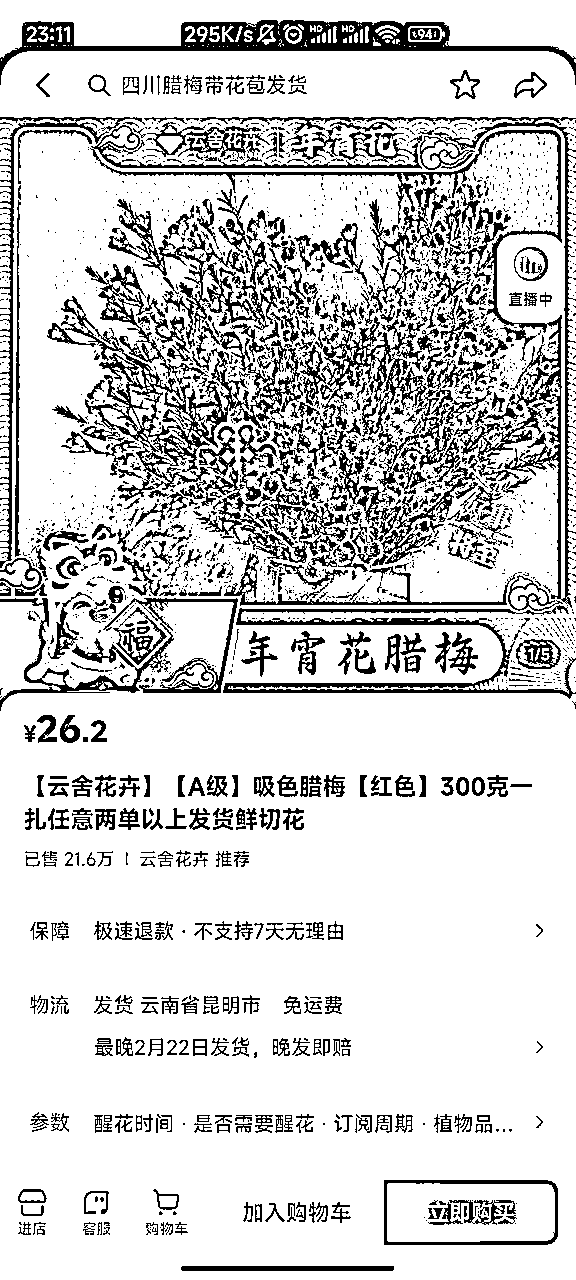 23:11 295K/s HD HD 94
四川腊梅带花苞发货
云舍花卉 年宵花
直播中
福
年宵花腊梅
¥26.2
【云舍花卉】【A级】吸色腊梅【红色】300克一
扎任意两单以上发货鲜切花
已售 21.6万 | 云舍花卉 推荐
保障 极速退款 · 不支持7天无理由
物流 发货 云南省昆明市 免运费
最晚2月22日发货，晚发即赔
参数 醒花时间 · 是否需要醒花 · 订阅周期 · 植物品...
进店 客服 购物车 加入购物车 立即购买